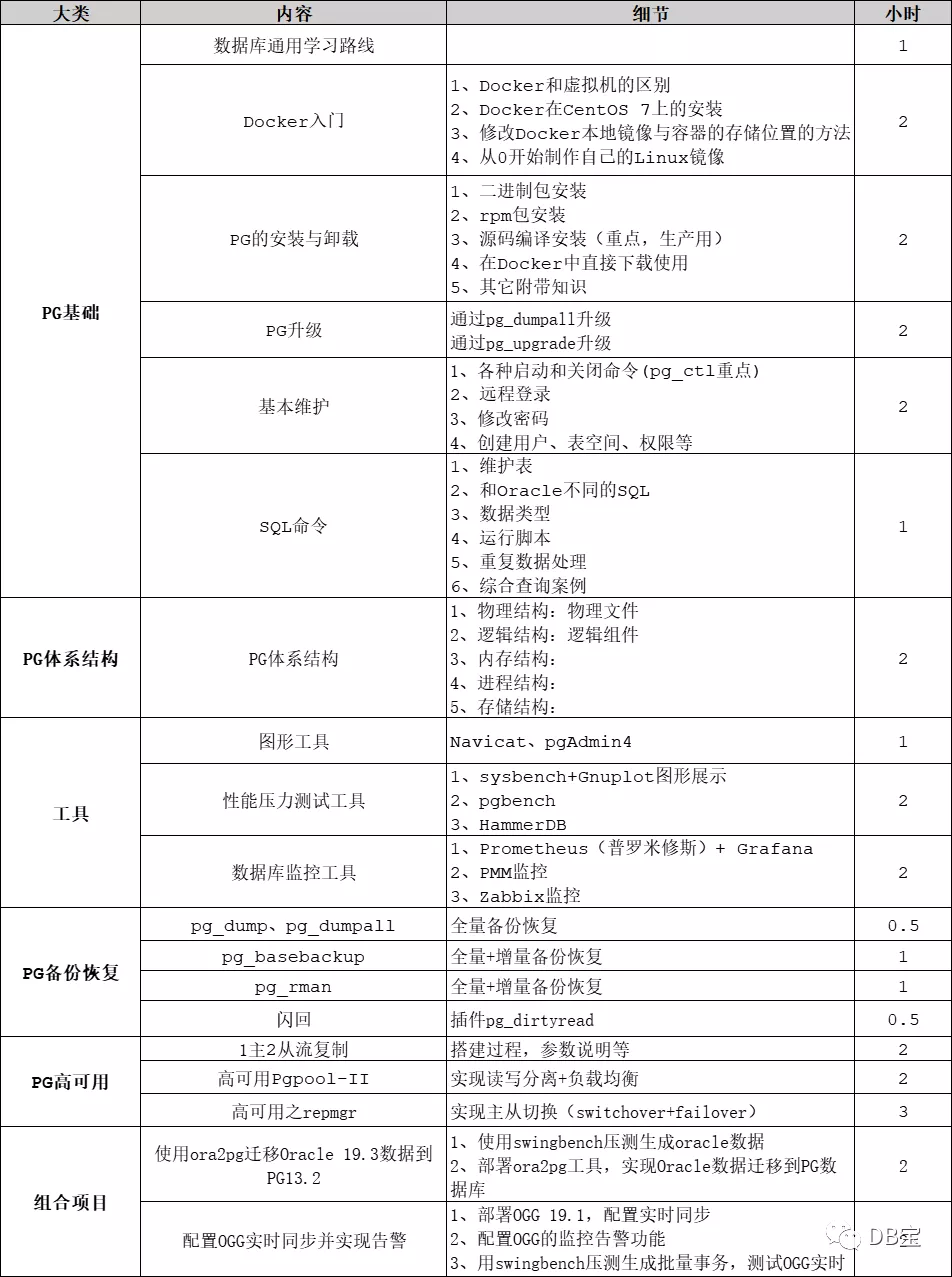 大类 内容 细节 小时
PG基础
数据库通用学习路线 1
Docker入门
1、Docker和虚拟机的区别
2、Docker在CentOS 7上的安装
3、修改Docker本地镜像与容器的存储位置的方法
4、从0开始制作自己的Linux镜像
2
PG的安装与卸载
1、二进制包安装
2、rpm包安装
3、源码编译安装（重点，生产用）
4、在Docker中直接下载使用
5、其它附带知识
2
PG升级
通过pg_dumpall升级
通过pg_upgrade升级
2
基本维护
1、各种启动和关闭命令(pg_ctl重点)
2、远程登录
3、修改密码
4、创建用户、表空间、权限等
2
SQL命令
1、维护表
2、和Oracle不同的SQL
3、数据类型
4、运行脚本
5、重复数据处理
6、综合查询案例
1
PG体系结构
PG体系结构
1、物理结构：物理文件
2、逻辑结构：逻辑组件
3、内存结构：
4、进程结构：
5、存储结构：
2
工具
图形工具 Navicat、pgAdmin4 1
性能压力测试工具
1、sysbench+Gnuplot图形展示
2、pgbench
3、HammerDB
2
数据库监控工具
1、Prometheus（普罗米修斯）+ Grafana
2、PMM监控
3、Zabbix监控
2
PG备份恢复
pg_dump、pg_dumpall 全量备份恢复 0.5
pg_basebackup 全量+增量备份恢复 1
pg_rman 全量+增量备份恢复 1
闪回 插件pg_dirtyread 0.5
PG高可用
1主2从流复制 搭建过程，参数说明等 2
高可用Pgpool-II 实现读写分离+负载均衡 2
高可用之repmgr 实现主从切换（switchover+failover） 3
组合项目
使用ora2pg迁移Oracle 19.3数据到
PG13.2
1、使用swingbench压测生成oracle数据
2、部署ora2pg工具，实现Oracle数据迁移到PG数
据库
2
配置OGG实时同步并实现告警
1、部署OGG 19.1，配置实时同步
2、配置OGG的监控告警功能
3、用swingbench压测生成批量事务，测试OGG实时
DB宝